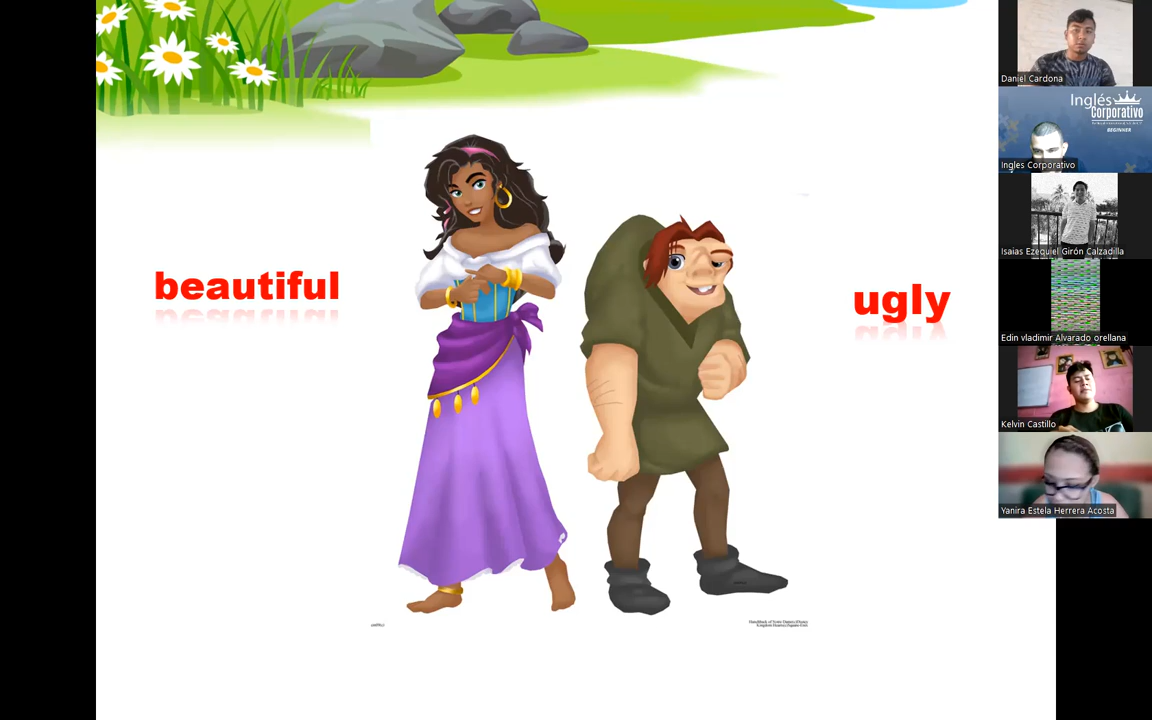 beautiful
ugly
Daniel Cardona
Inglés
Corporativo
BEGINNER
Ingles Corporativo
Isaias Ezequiel Girón Calzadilla
Edin vladimir Alvarado orellana
Kelvin Castillo
Yanira Estela Herrera Acosta